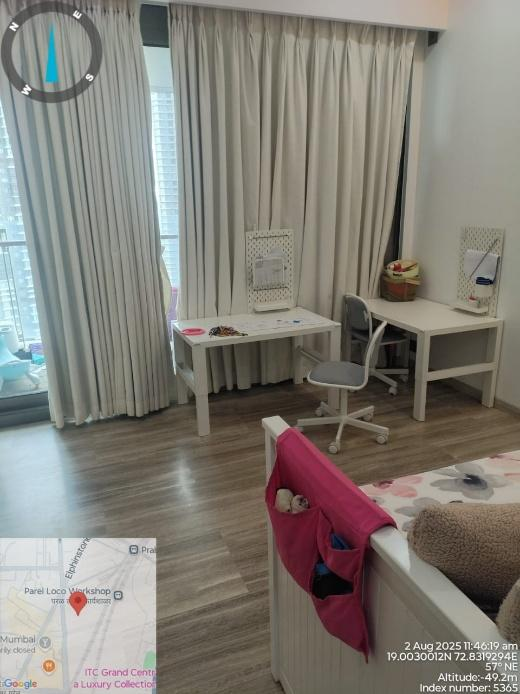 N
E
S
W
Elphinstone
Parel Loco Workshop
Mumbai
ITC Grand Centr
a Luxury Collection
Google
2 Aug 2025 11:46:19 am
19.0030012N 72.8319294E
57° NE
Altitude:-49.2m
Index number: 5365